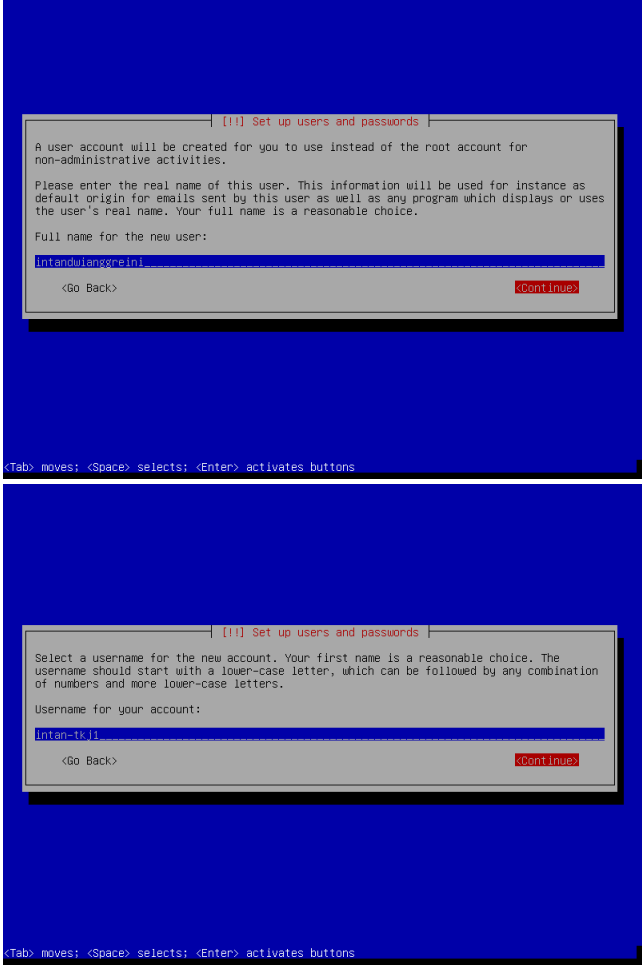 [!!] Set up users and passwords
A user account will be created for you to use instead of the root account for
non-administrative activities.
Please enter the real name of this user. This information will be used for instance as
default origin for emails sent by this user as well as any program which displays or uses
the user's real name. Your full name is a reasonable choice.
Full name for the new user:
intandwianggreini
<Go Back> <Continue>
<Tab> moves; <Space> selects; <Enter> activates buttons
[!!] Set up users and passwords
Select a username for the new account. Your first name is a reasonable choice. The
username should start with a lower-case letter, which can be followed by any combination
of numbers and more lower-case letters.
Username for your account:
intan-tkj1
<Go Back> <Continue>
<Tab> moves; <Space> selects; <Enter> activates buttons